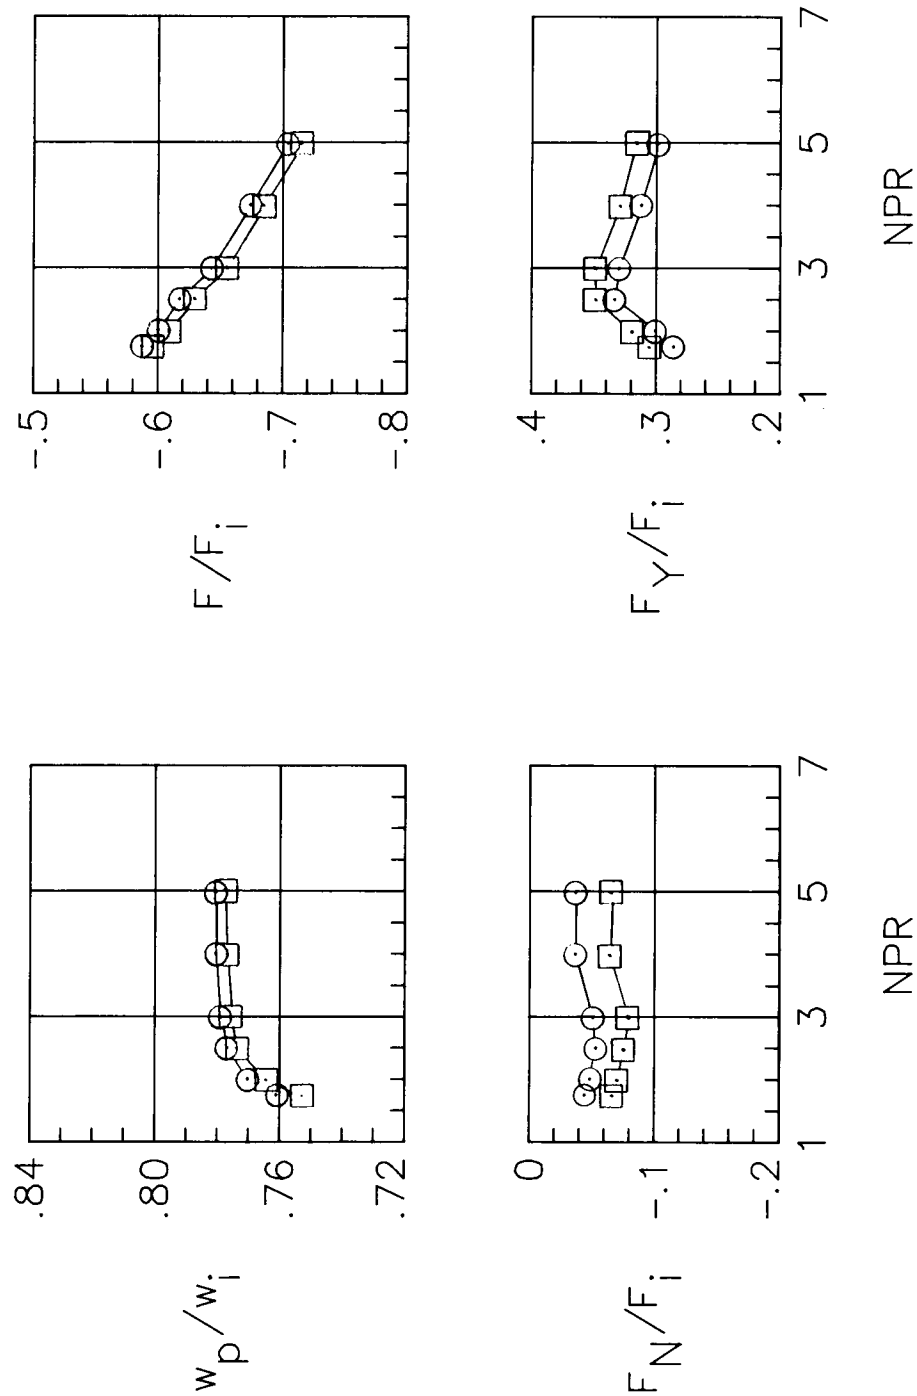 w_p/w_i
.84
.80
.76
.72
F/F_i
-.5
-.6
-.7
-.8
F_N/F_i
0
-.1
-.2
1 3 5 7
NPR
F_Y/F_i
.4
.3
.2
1 3 5 7
NPR